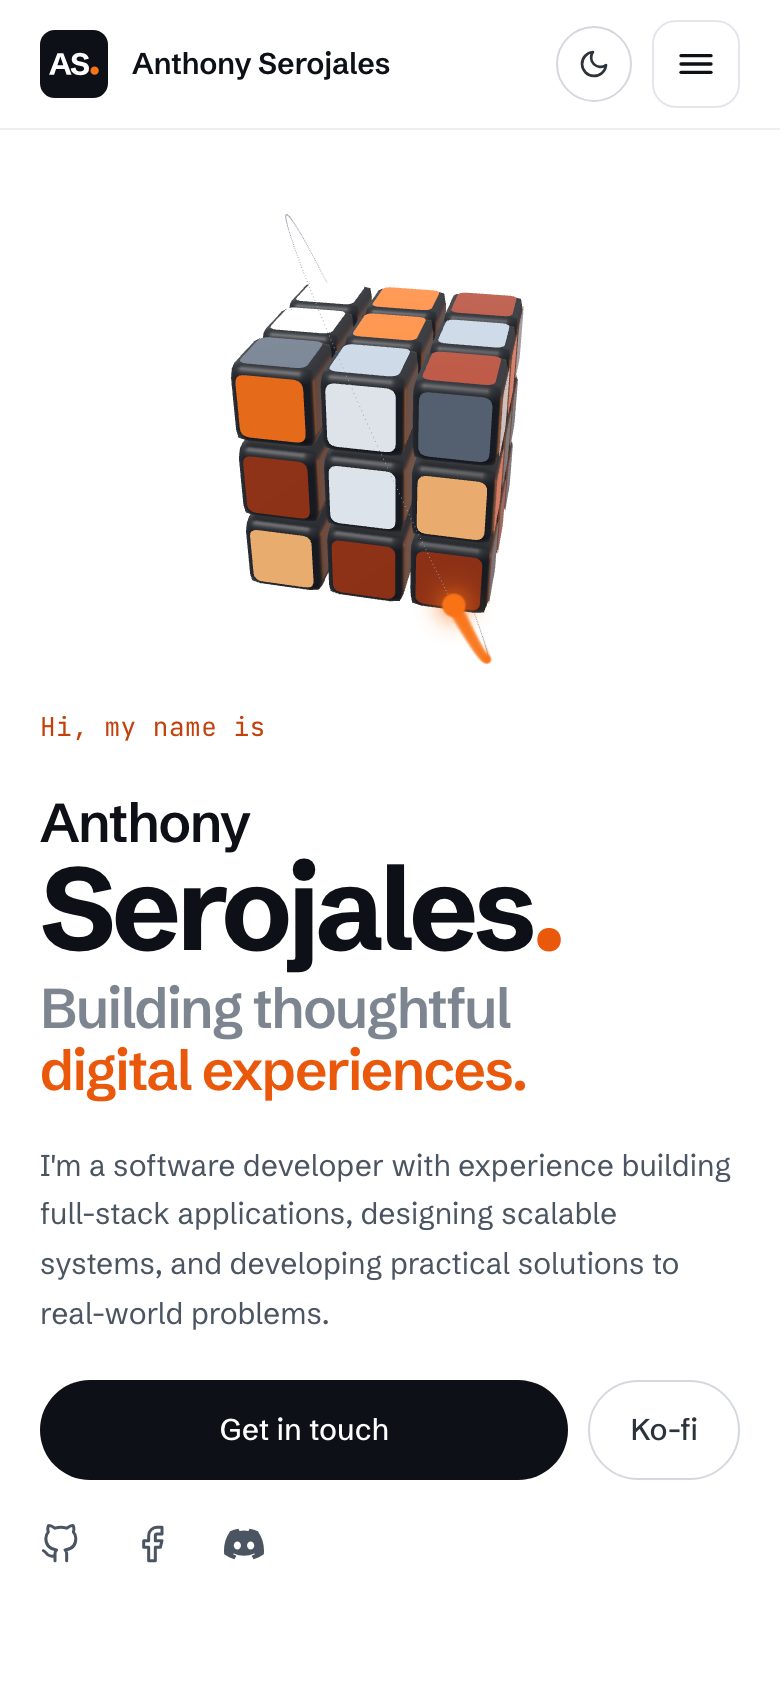 AS.
Anthony Serojales
Hi, my name is
Anthony
Serojales.
Building thoughtful
digital experiences.
I'm a software developer with experience building
full-stack applications, designing scalable
systems, and developing practical solutions to
real-world problems.
Get in touch
Ko-fi